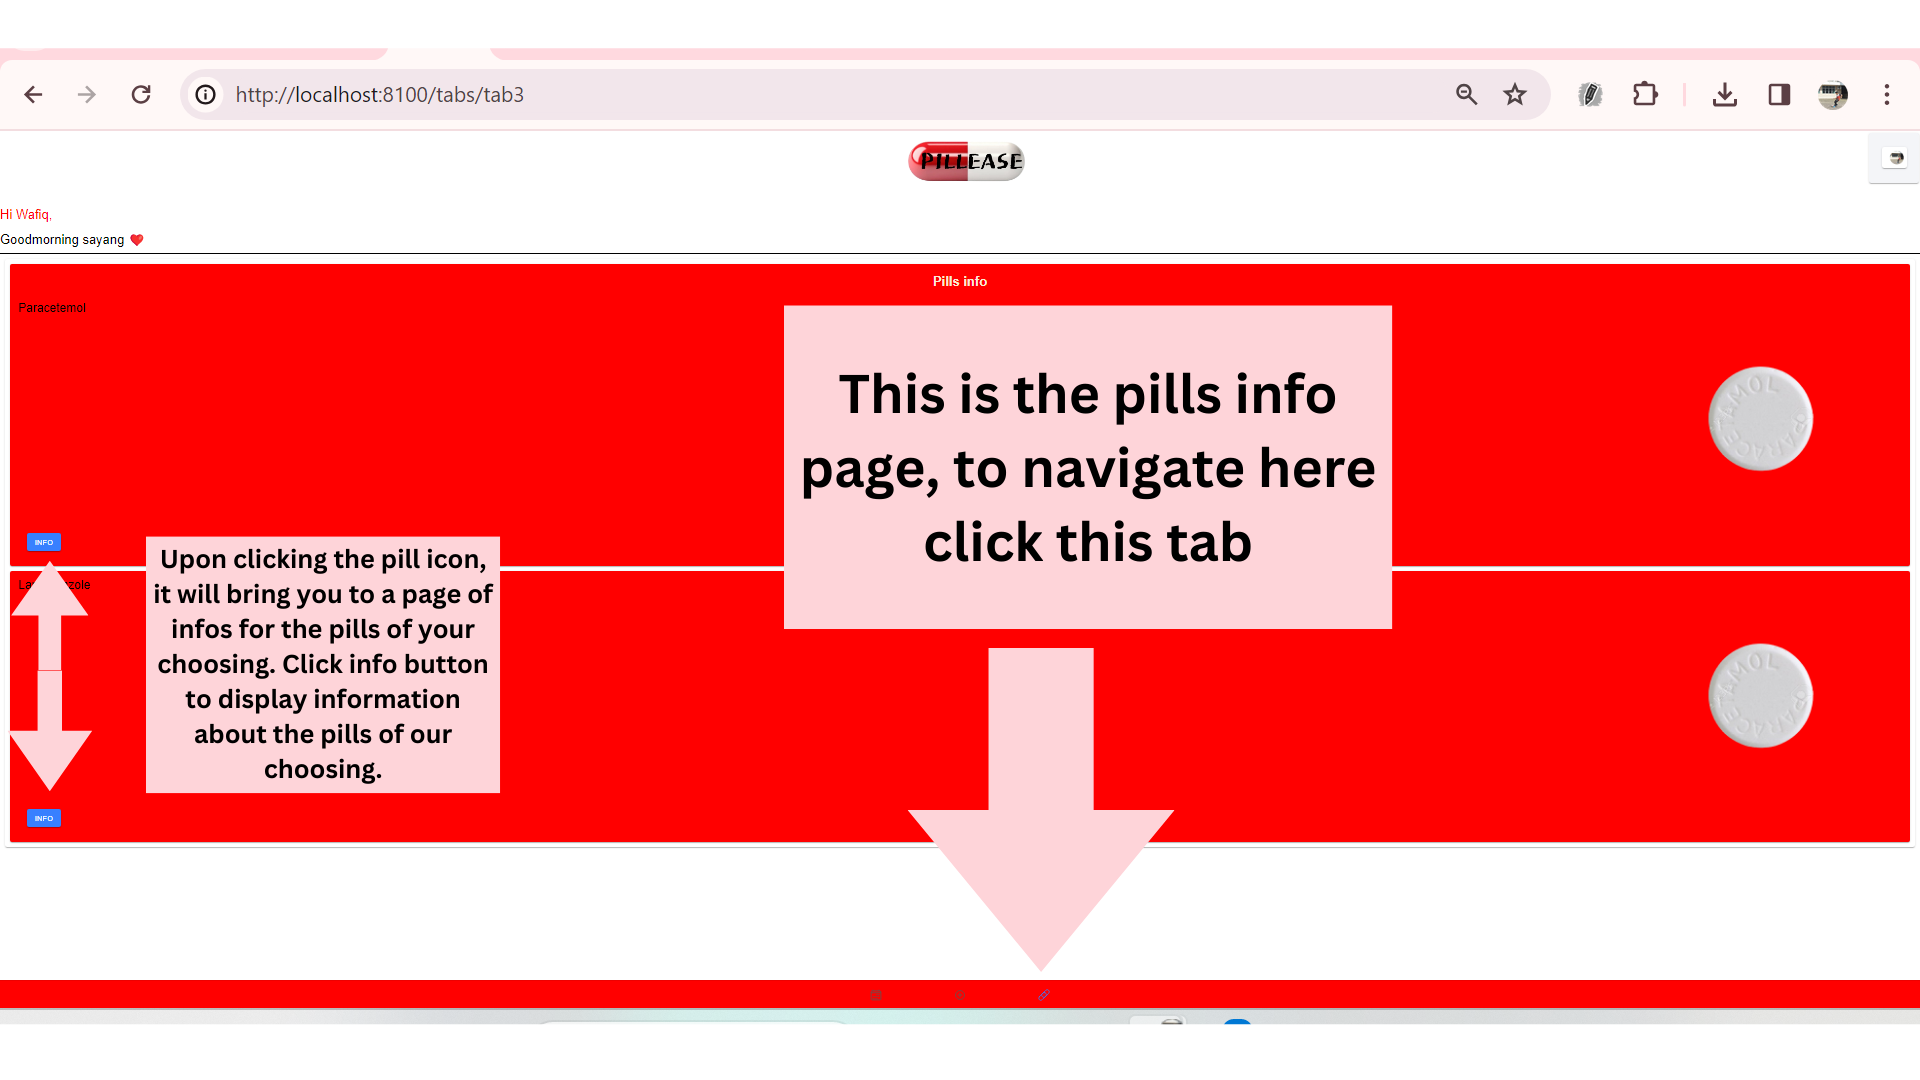 http://localhost:8100/tabs/tab3
PILLEASE
Hi Wafiq,
Goodmorning sayang ❤️
Pills info
Paracetemol
This is the pills info
page, to navigate here
click this tab
PARACETAMOL
INFO
Upon clicking the pill icon,
it will bring you to a page of
infos for the pills of your
choosing. Click info button
to display information
about the pills of our
choosing.
PARACETAMOL
INFO